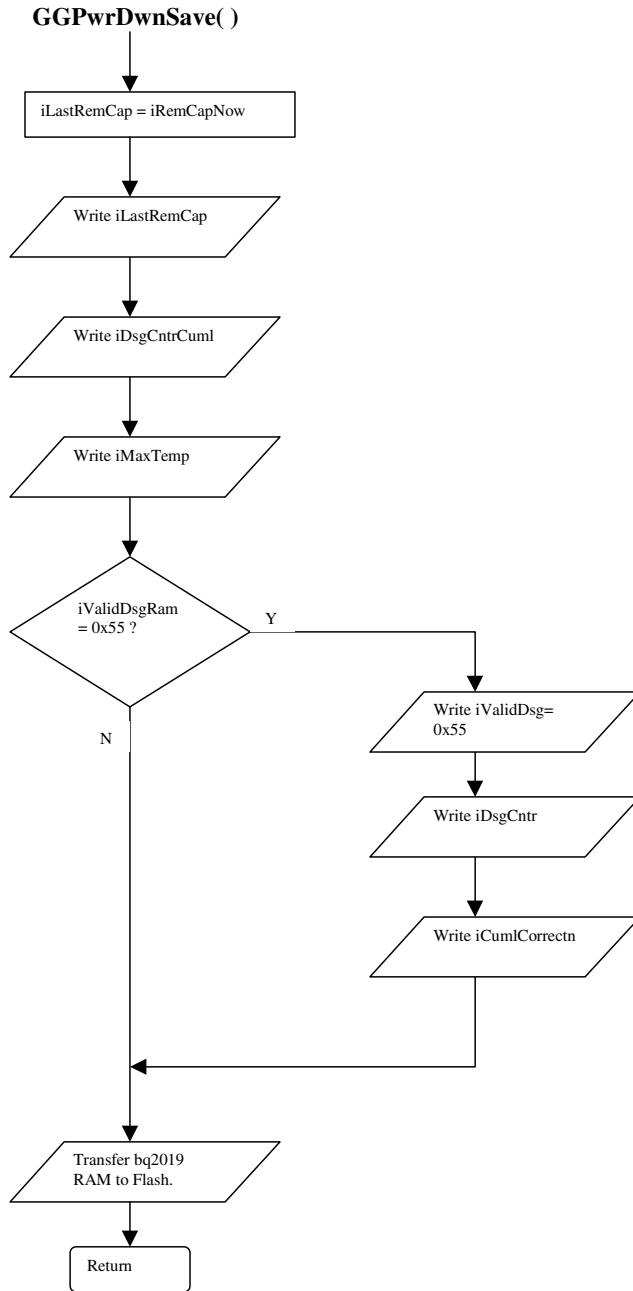 GGPwrDwnSave( )
iLastRemCap = iRemCapNow
Write iLastRemCap
Write iDsgCntrCuml
Write iMaxTemp
iValidDsgRam
= 0x55 ?
Y
N
Write iValidDsg=
0x55
Write iDsgCntr
Write iCumlCorrectn
Transfer bq2019
RAM to Flash.
Return